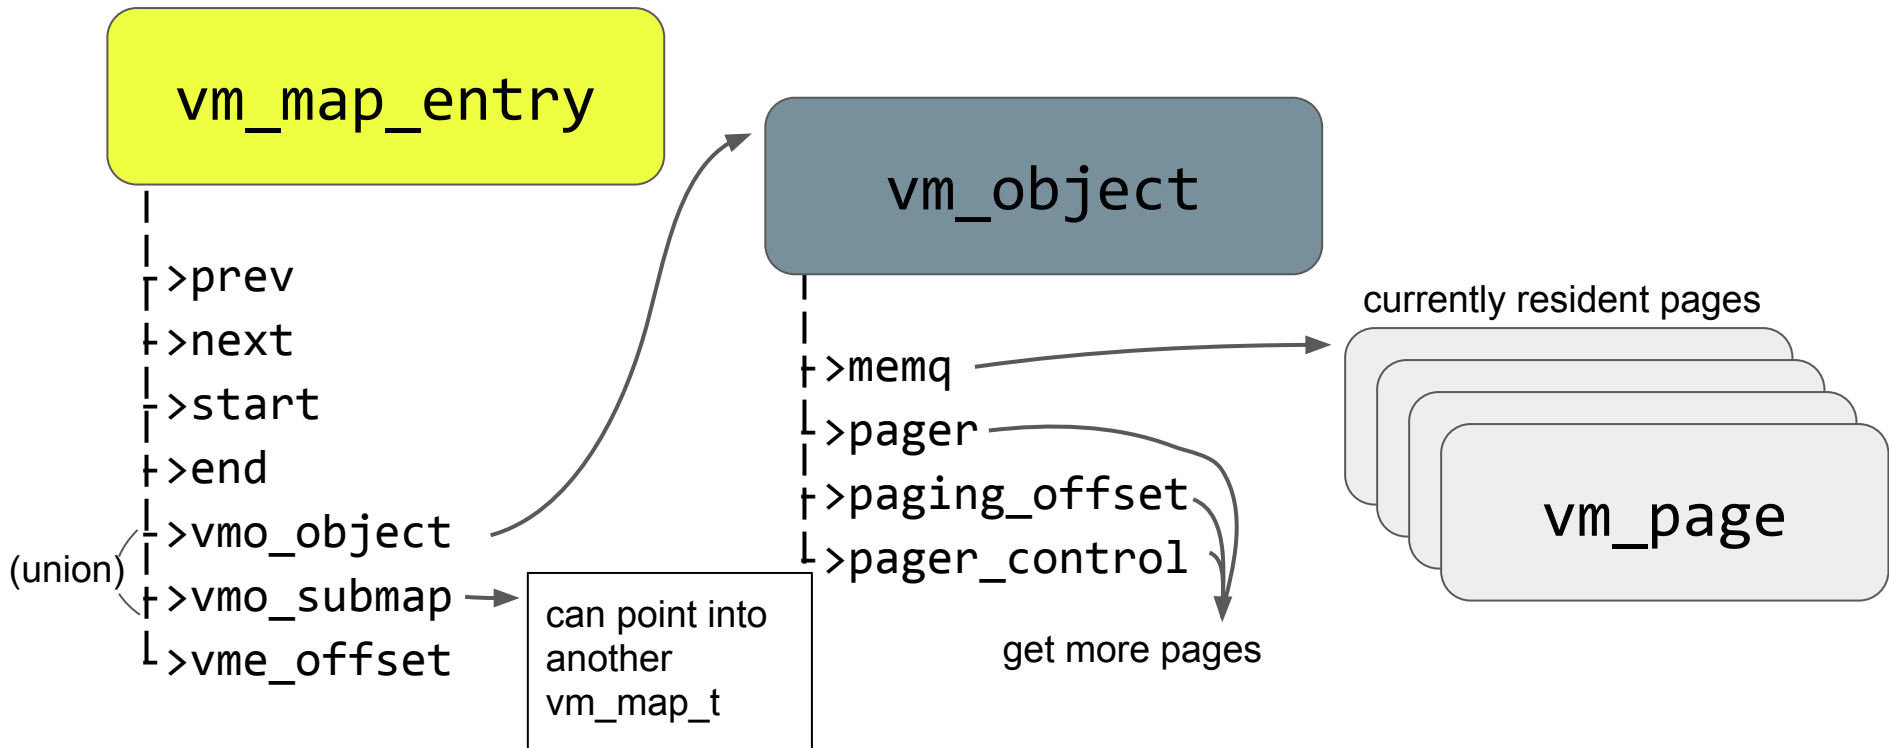 vm_map_entry
->prev
->next
->start
->end
->vmo_object
(union)
->vmo_submap
->vme_offset
can point into
another
vm_map_t
vm_object
->memq
->pager
->paging_offset
->pager_control
get more pages
currently resident pages
vm_page